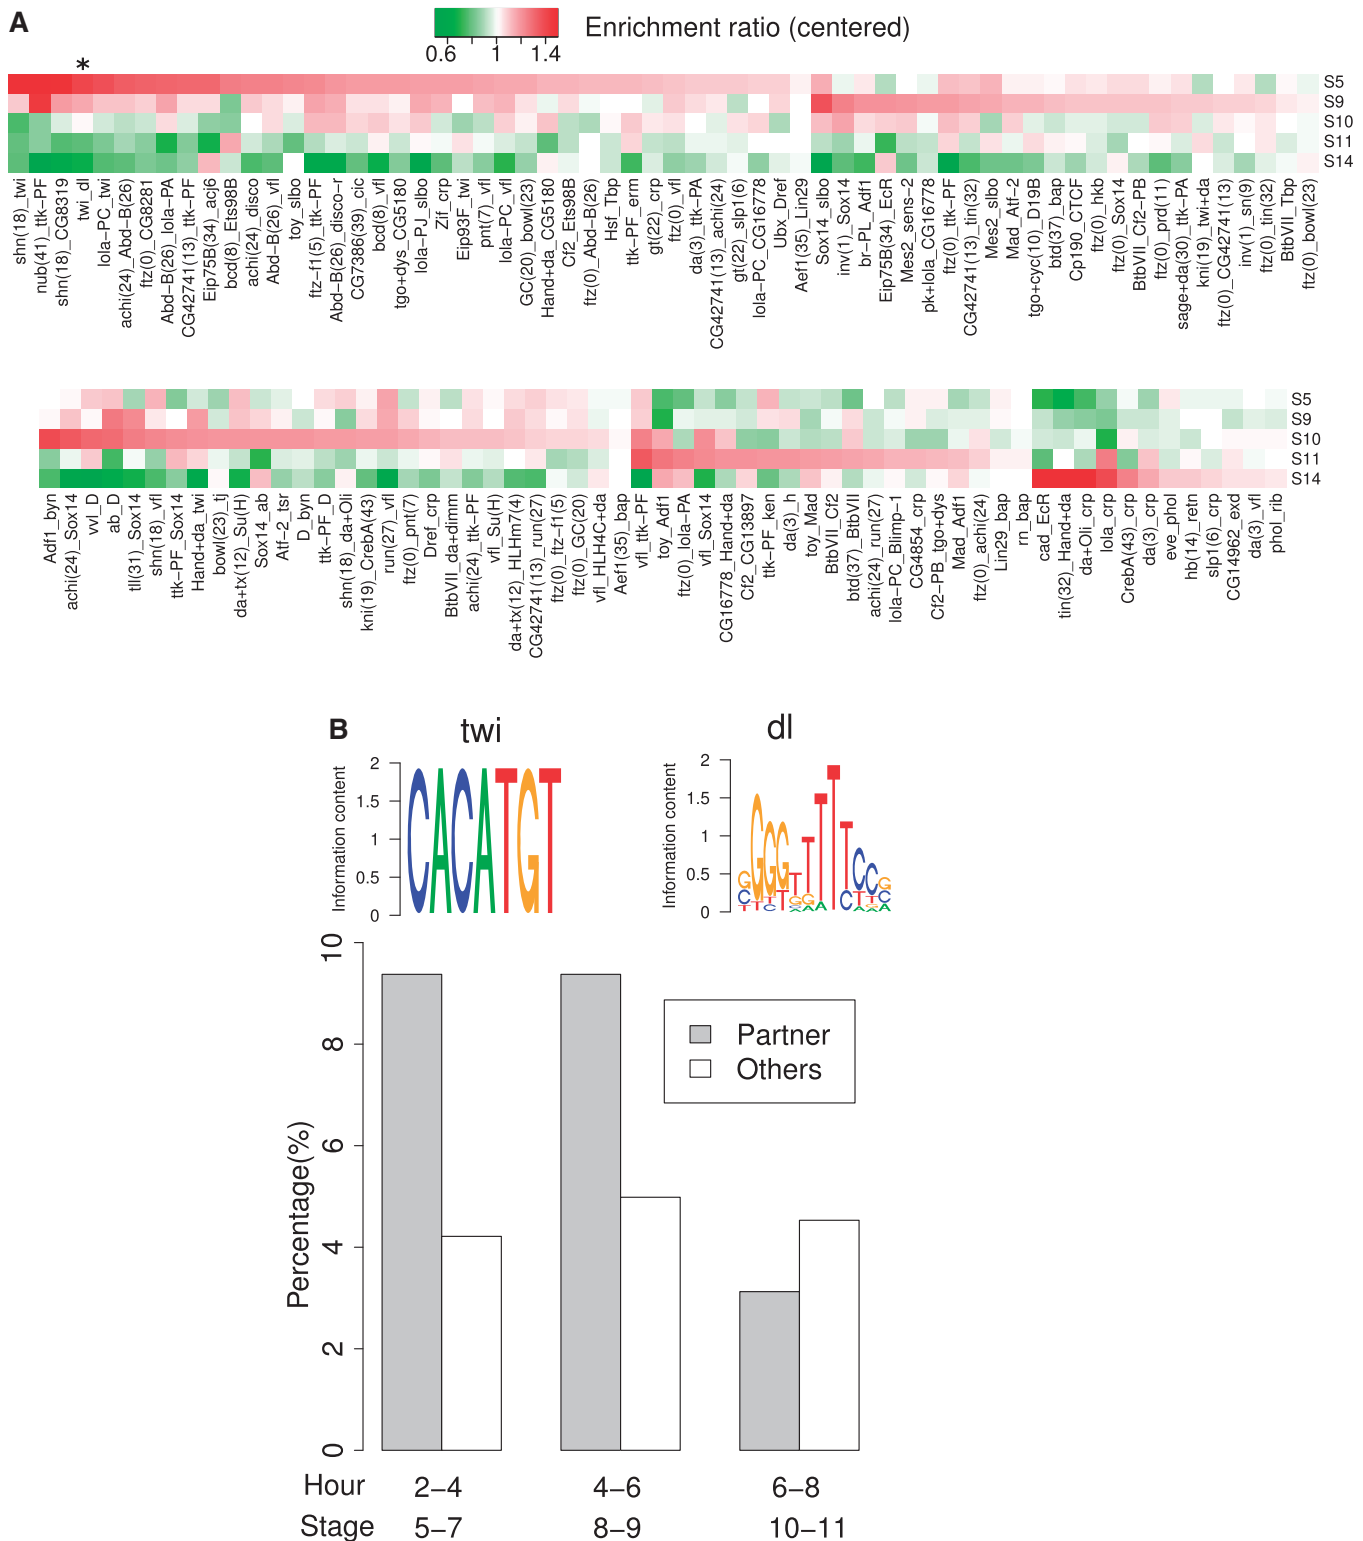 A
Enrichment ratio (centered)
0.6 1 1.4
*
S5
S9
S10
S11
S14
shn(18)_twi
nub(41)_ttk−PF
shn(18)_CG8319
twi_dl
lola−PC_twi
achi(24)_Abd−B(26)
ftz(0)_CG8281
Abd−B(26)_lola−PA
CG42741(13)_ttk−PF
Eip75B(34)_acj6
bcd(8)_Ets98B
achi(24)_disco
Abd−B(26)_vfl
toy_slbo
ftz−f1(5)_ttk−PF
Abd−B(26)_disco−r
CG7386(39)_cic
bcd(8)_vfl
tgo+dys_CG5180
lola−PJ_slbo
Zif_crp
Eip93F_twi
pnt(7)_vfl
lola−PC_vfl
GC(20)_bowl(23)
Hand+da_CG5180
Cf2_Ets98B
ftz(0)_Abd−B(26)
Hsf_Tbp
ttk−PF_erm
gt(22)_crp
ftz(0)_vfl
da(3)_ttk−PA
CG42741(13)_achi(24)
gt(22)_slp1(6)
lola−PC_CG16778
Ubx_Dref
Aef1(35)_Lin29
Sox14_slbo
inv(1)_Sox14
br−PL_Adf1
Eip75B(34)_EcR
Mes2_sens−2
pk+lola_CG16778
ftz(0)_ttk−PF
CG42741(13)_tin(32)
Mes2_slbo
Mad_Atf−2
tgo+cyc(10)_D19B
btd(37)_bap
Cp190_CTCF
ftz(0)_hkb
ftz(0)_Sox14
BtbVII_Cf2−PB
ftz(0)_prd(11)
sage+da(30)_ttk−PA
kni(19)_twi+da
ftz(0)_CG42741(13)
inv(1)_sn(9)
ftz(0)_tin(32)
BtbVII_Tbp
ftz(0)_bowl(23)
S5
S9
S10
S11
S14
Adf1_byn
achi(24)_Sox14
vvl_D
ab_D
tll(31)_Sox14
shn(18)_vfl
ttk−PF_Sox14
Hand+da_twi
bowl(23)_tj
da+tx(12)_Su(H)
Sox14_ab
Atf−2_tsr
D_byn
ttk−PF_D
shn(18)_da+Oli
kni(19)_CrebA(43)
run(27)_vfl
ftz(0)_pnt(7)
Dref_crp
BtbVII_da+dimm
achi(24)_ttk−PF
vfl_Su(H)
da+tx(12)_HLHm7(4)
CG42741(13)_run(27)
ftz(0)_ftz−f1(5)
ftz(0)_GC(20)
vfl_HLH4C+da
Aef1(35)_bap
vfl_ttk−PF
toy_Adf1
ftz(0)_lola−PA
vfl_Sox14
CG16778_Hand+da
Cf2_CG13897
ttk−PF_ken
da(3)_h
toy_Mad
BtbVII_Cf2
btd(37)_BtbVII
achi(24)_run(27)
lola−PC_Blimp−1
CG4854_crp
Cf2−PB_tgo+dys
Mad_Adf1
ftz(0)_achi(24)
Lin29_bap
rn_bap
cad_EcR
tin(32)_Hand+da
da+Oli_crp
lola_crp
CrebA(43)_crp
da(3)_crp
eve_phol
hb(14)_retn
slp1(6)_crp
CG14962_exd
da(3)_vfl
phol_rib
B
twi
dl
Information content
2
1.5
1
0.5
0
CACATGT
Information content
2
1.5
1
0.5
0
Percentage(%)
10
8
6
4
2
0
Partner
Others
Hour 2−4 4−6 6−8
Stage 5−7 8−9 10−11